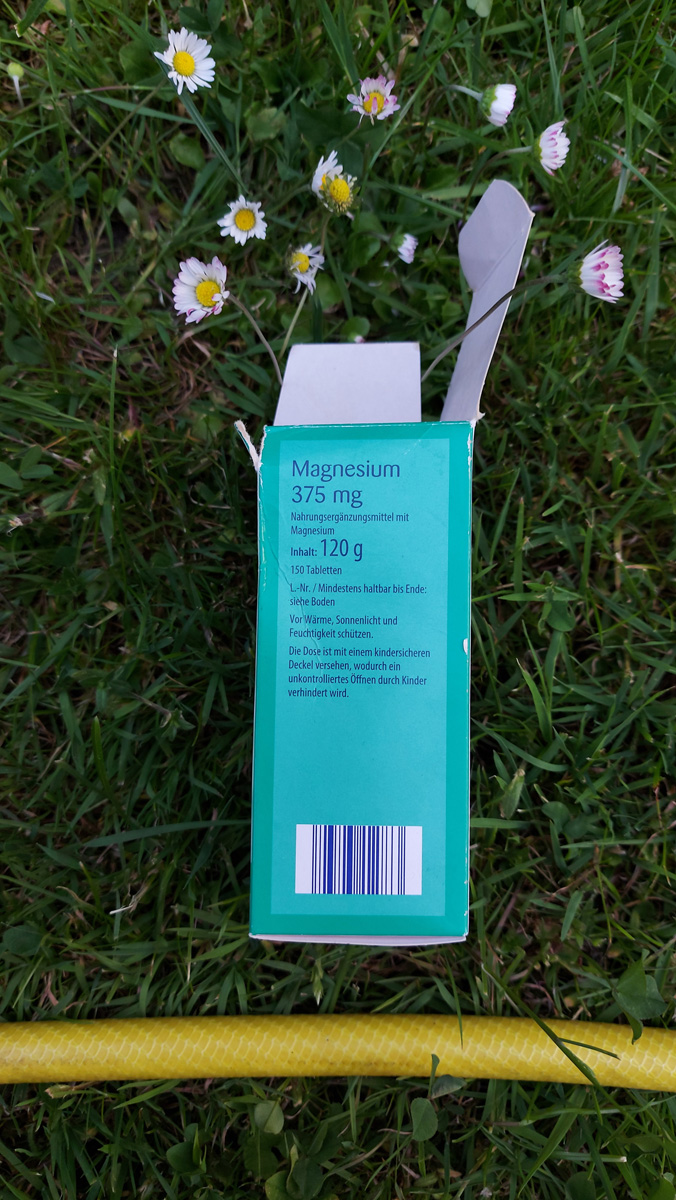 Magnesium
375 mg
Nahrungsergänzungsmittel mit
Magnesium
Inhalt: 120 g
150 Tabletten
L.-Nr. / Mindestens haltbar bis Ende:
siehe Boden
Vor Wärme, Sonnenlicht und
Feuchtigkeit schützen.
Die Dose ist mit einem kindersicheren
Deckel versehen, wodurch ein
unkontrolliertes Öffnen durch Kinder
verhindert wird.